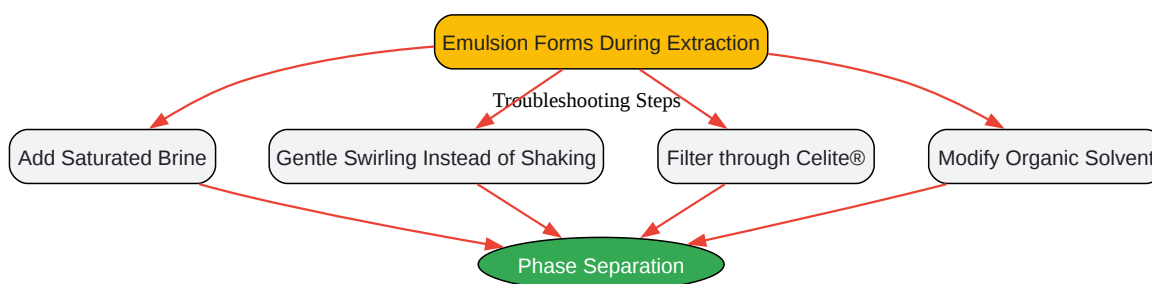 Emulsion Forms During Extraction
Troubleshooting Steps
Add Saturated Brine
Gentle Swirling Instead of Shaking
Filter through Celite®
Modify Organic Solvent
Phase Separation